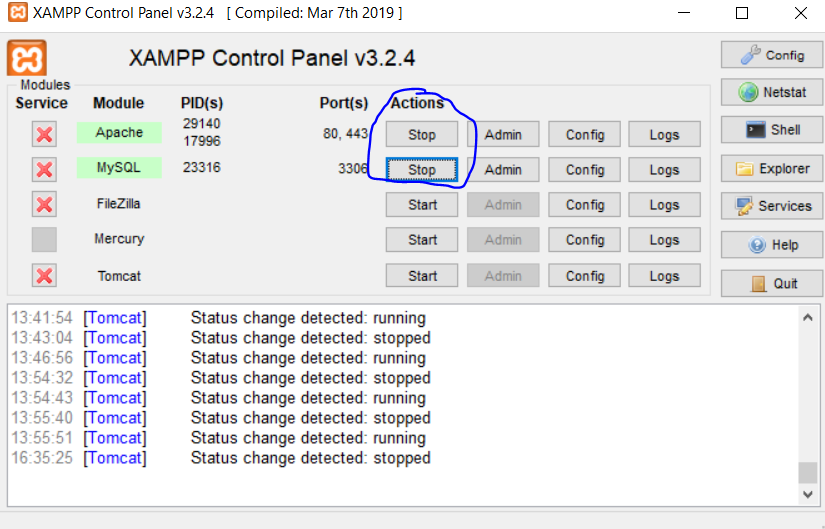 XAMPP Control Panel v3.2.4 [ Compiled: Mar 7th 2019 ]
XAMPP Control Panel v3.2.4
Config
Modules
Service Module PID(s) Port(s) Actions
Netstat
Apache 29140 17996 80, 443 Stop Admin Config Logs
Shell
MySQL 23316 3306 Stop Admin Config Logs
Explorer
FileZilla Start Admin Config Logs
Services
Mercury Start Admin Config Logs
Help
Tomcat Start Admin Config Logs
Quit
13:41:54 [Tomcat] Status change detected: running
13:43:04 [Tomcat] Status change detected: stopped
13:46:56 [Tomcat] Status change detected: running
13:54:32 [Tomcat] Status change detected: stopped
13:54:43 [Tomcat] Status change detected: running
13:55:40 [Tomcat] Status change detected: stopped
13:55:51 [Tomcat] Status change detected: running
16:35:25 [Tomcat] Status change detected: stopped